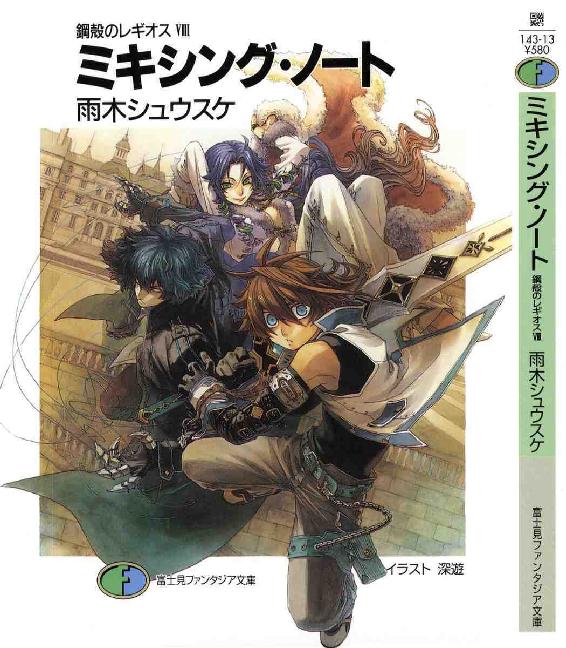 鋼殻のレギオス Ⅷ
ミキシング・ノート
雨木シュウスケ
イラスト 深遊
富士見ファンタジア文庫
143-13
¥580
ミキシング・ノート
鋼殻のレギオス Ⅷ
雨木シュウスケ
富士見ファンタジア文庫